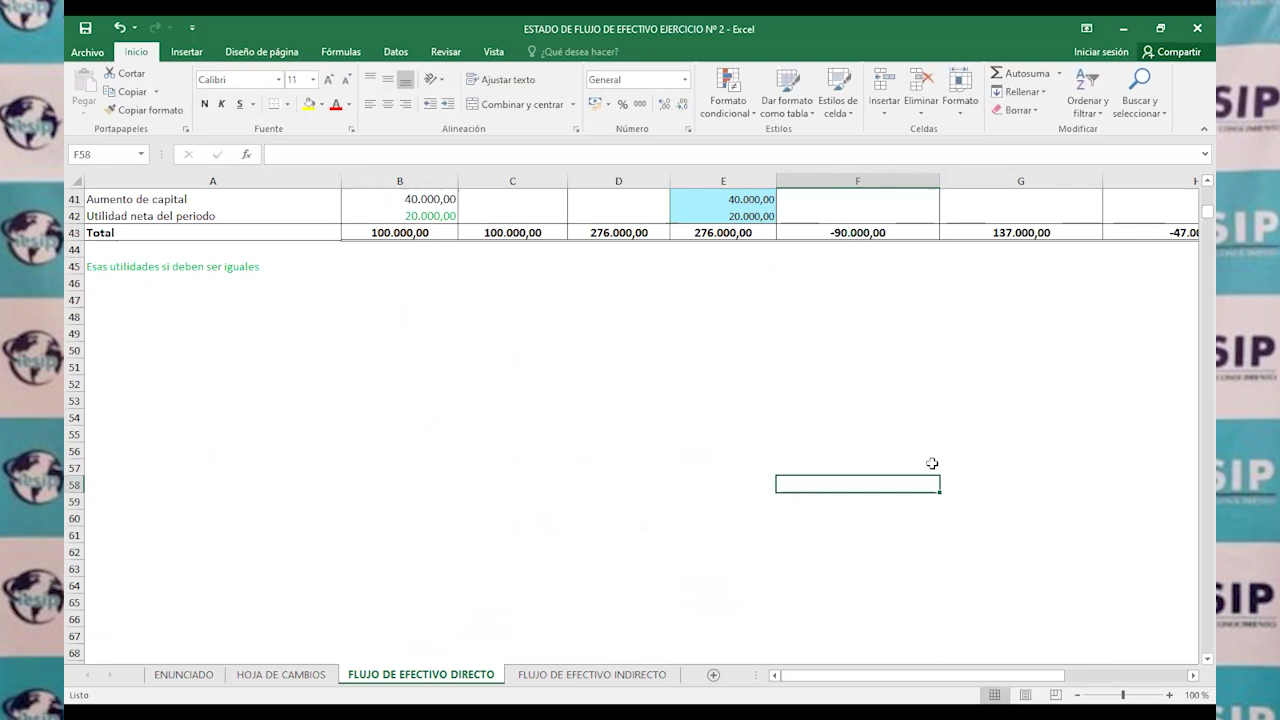 ESTADO DE FLUJO DE EFECTIVO EJERCICIO Nº 2 - Excel
Archivo Inicio Insertar Diseño de página Fórmulas Datos Revisar Vista ¿Qué desea hacer? Iniciar sesión Compartir
Pegar
Cortar
Copiar
Copiar formato
Portapapeles
Calibri 11
N K S
Fuente
Ajustar texto
Combinar y centrar
Alineación
General
% 000
Número
Formato condicional
Dar formato como tabla
Estilos de celda
Estilos
Insertar Eliminar Formato
Celdas
Autosuma
Rellenar
Borrar
Ordenar y filtrar
Buscar y seleccionar
Modificar
F58 fx
A B C D E F G H
41 Aumento de capital 40.000,00 40.000,00
42 Utilidad neta del periodo 20.000,00 20.000,00
43 Total 100.000,00 100.000,00 276.000,00 276.000,00 -90.000,00 137.000,00 -47.0
44
45 Esas utilidades si deben ser iguales
46
47
48
49
50
51
52
53
54
55
56
57
58
59
60
61
62
63
64
65
66
67
68
ENUNCIADO HOJA DE CAMBIOS FLUJO DE EFECTIVO DIRECTO FLUJO DE EFECTIVO INDIRECTO
Listo 100 %
SIP
SIP
SIP